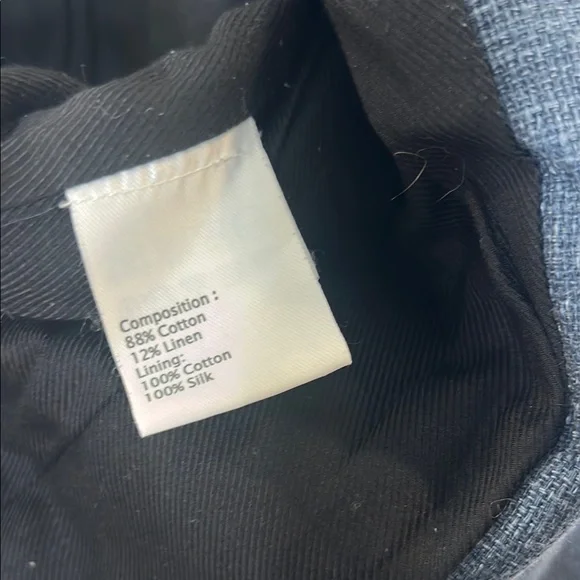 Composition :
88% Cotton
12% Linen
Lining:
100% Cotton
100% Silk